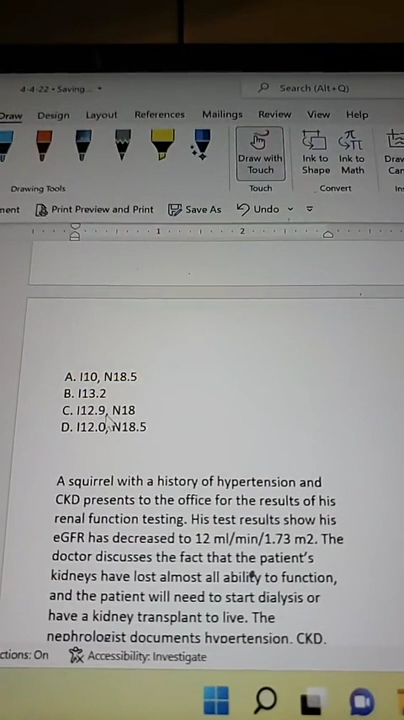 4-4-22 • Saving...
Search (Alt+Q)
Draw Design Layout References Mailings Review View Help
Draw with Touch
Ink to Shape
Ink to Math
Drawing Tools
Touch
Convert
Print Preview and Print Save As Undo
1 2
A. I10, N18.5
B. I13.2
C. I12.9, N18
D. I12.0, N18.5
A squirrel with a history of hypertension and
CKD presents to the office for the results of his
renal function testing. His test results show his
eGFR has decreased to 12 ml/min/1.73 m2. The
doctor discusses the fact that the patient's
kidneys have lost almost all ability to function,
and the patient will need to start dialysis or
have a kidney transplant to live. The
nephrologist documents hypertension, CKD,
ctions: On Accessibility: Investigate